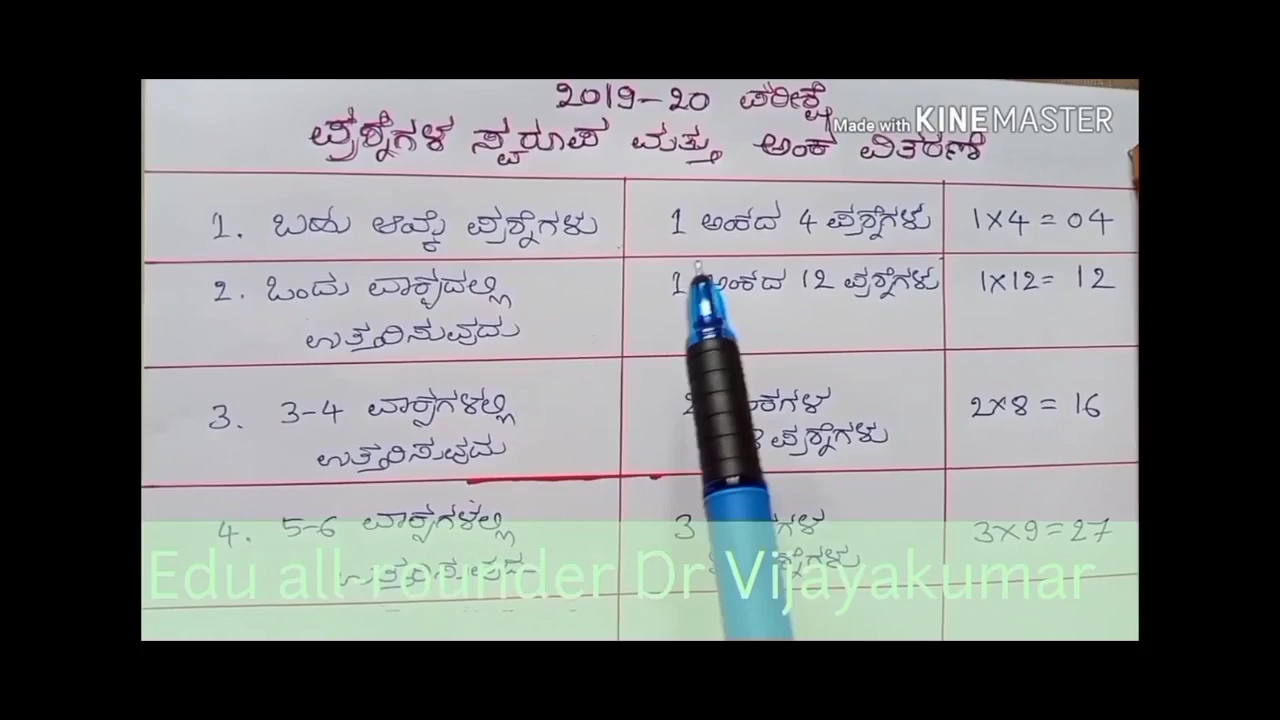 2019-20 ಪರೀಕ್ಷೆ
Made with KINEMASTER
ಪ್ರಶ್ನೆಗಳ ಸ್ವರೂಪ ಮತ್ತು ಅಂಕ ವಿತರಣೆ
1. ಬಹು ಆಯ್ಕೆ ಪ್ರಶ್ನೆಗಳು 1 ಅಂಕದ 4 ಪ್ರಶ್ನೆಗಳು 1×4 = 04
2. ಒಂದು ವಾಕ್ಯದಲ್ಲಿ 1 ಅಂಕದ 12 ಪ್ರಶ್ನೆಗಳು 1×12= 12
ಉತ್ತರಿಸುವುದು
3. 3-4 ವಾಕ್ಯಗಳಲ್ಲಿ 2×8 = 16
ಉತ್ತರಿಸುವುದು 8 ಪ್ರಶ್ನೆಗಳು
4. 5-6 ವಾಕ್ಯಗಳಲ್ಲಿ 3 3×9=27
Edu all-rounder Dr Vijayakumar